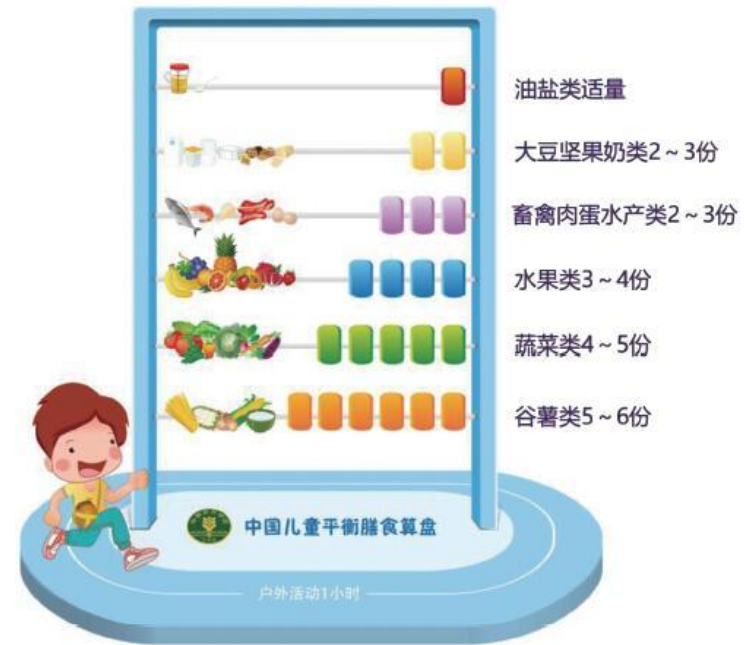 油盐类适量
大豆坚果奶类2～3份
畜禽肉蛋水产类2～3份
水果类3～4份
蔬菜类4～5份
谷薯类5～6份
中国儿童平衡膳食算盘
户外活动1小时